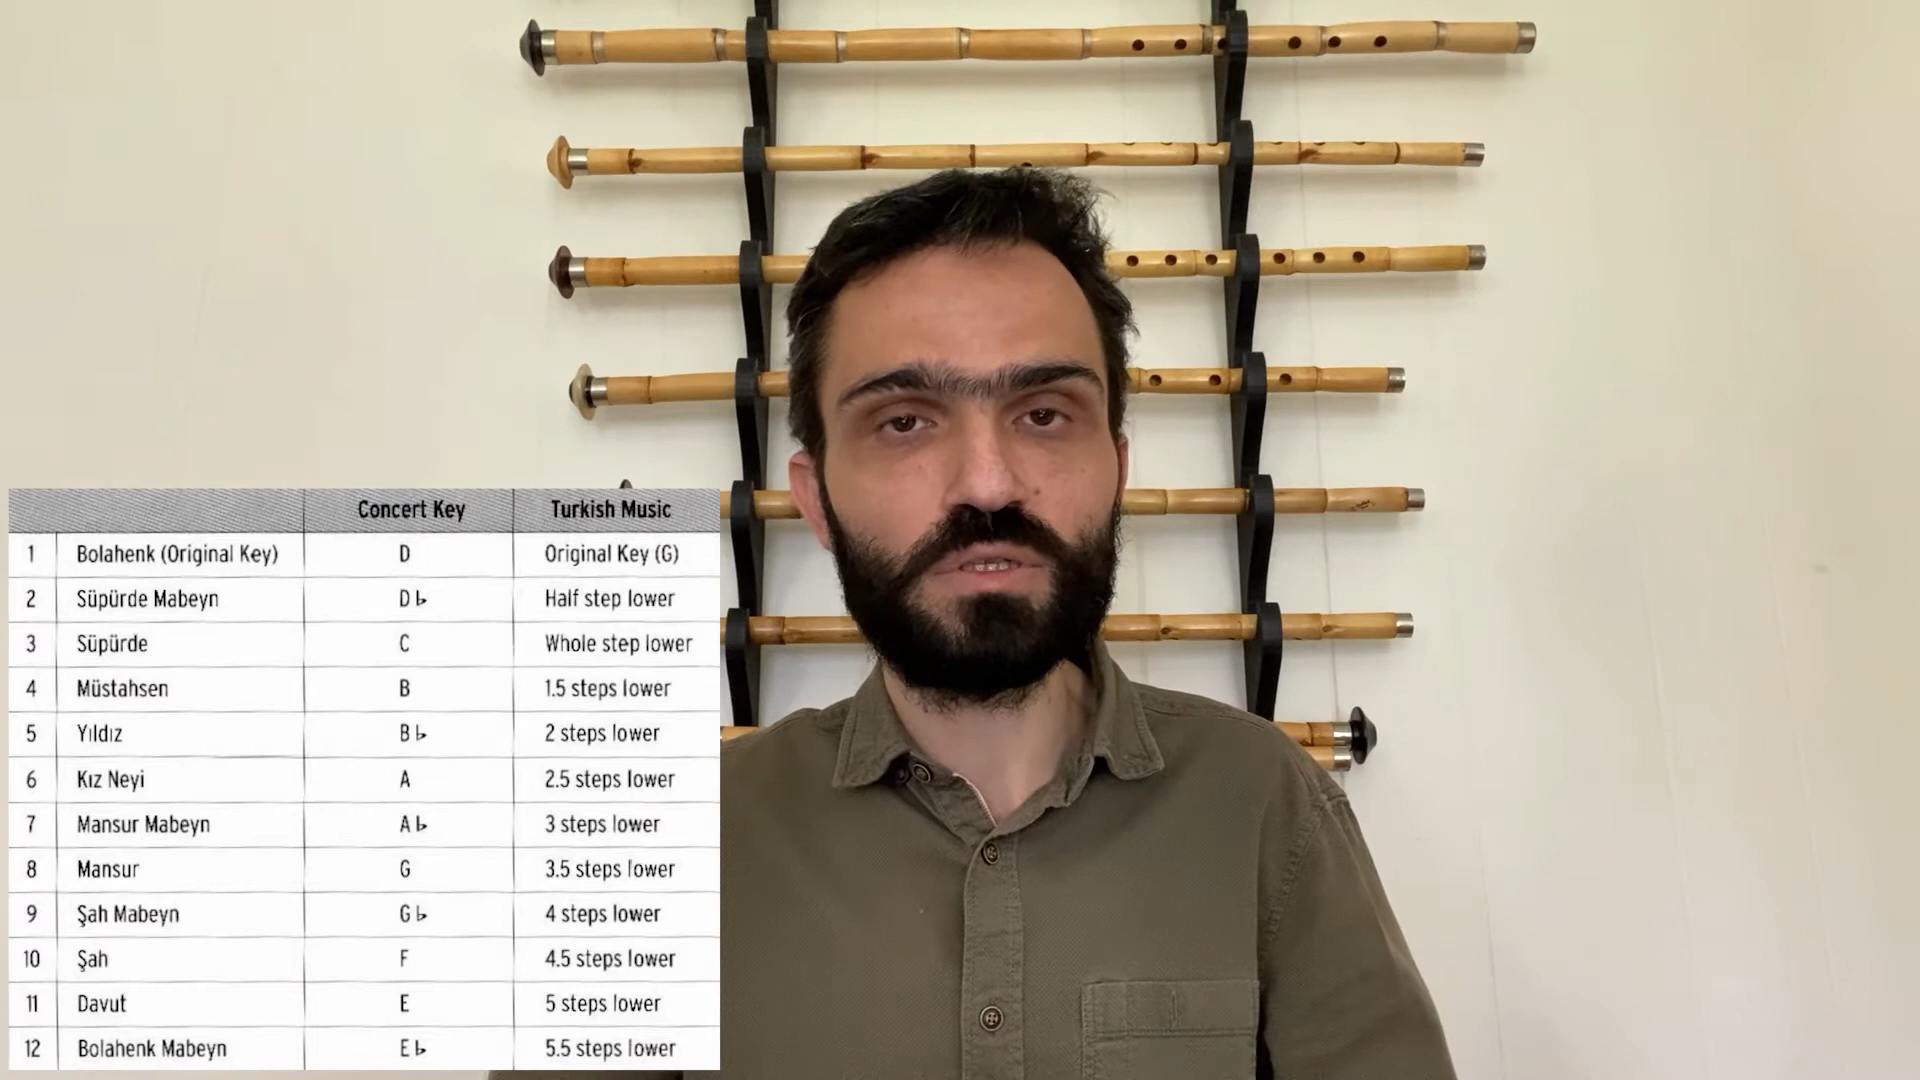 Concert Key Turkish Music
1 Bolahenk (Original Key) D Original Key (G)
2 Süpürde Mabeyn D♭ Half step lower
3 Süpürde C Whole step lower
4 Müstahsen B 1.5 steps lower
5 Yıldız B♭ 2 steps lower
6 Kız Neyi A 2.5 steps lower
7 Mansur Mabeyn A♭ 3 steps lower
8 Mansur G 3.5 steps lower
9 Şah Mabeyn G♭ 4 steps lower
10 Şah F 4.5 steps lower
11 Davut E 5 steps lower
12 Bolahenk Mabeyn E♭ 5.5 steps lower